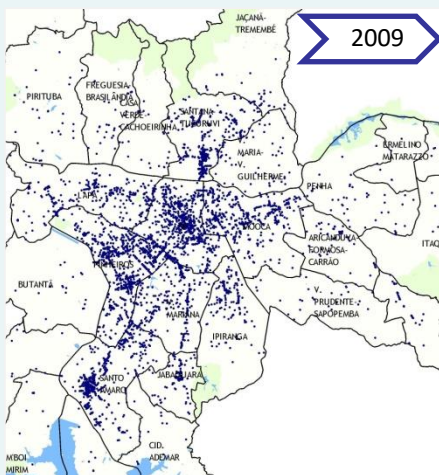 2009
JAÇANÃ-
TREMEMBÉ
PIRITUBA
FREGUESIA-
BRASILÂNDIA
CASA
VERDE-
CACHOEIRINHA
SANTANA
TUCURUVI
MARIA-
V.
GUILHERME
ERMELINO
MATARAZZO
PENHA
LAPA
MOOCA
ARICANDUVA-
FORMOSA-
CARRÃO
ITAQ
PINHEIROS
BUTANTÃ
V.
PRUDENTE-
SAPOPEMBA
MARIANA
IPIRANGA
SANTO
AMARO
JABAQUARA
CID.
ADEMAR
M'BOI
MIRIM